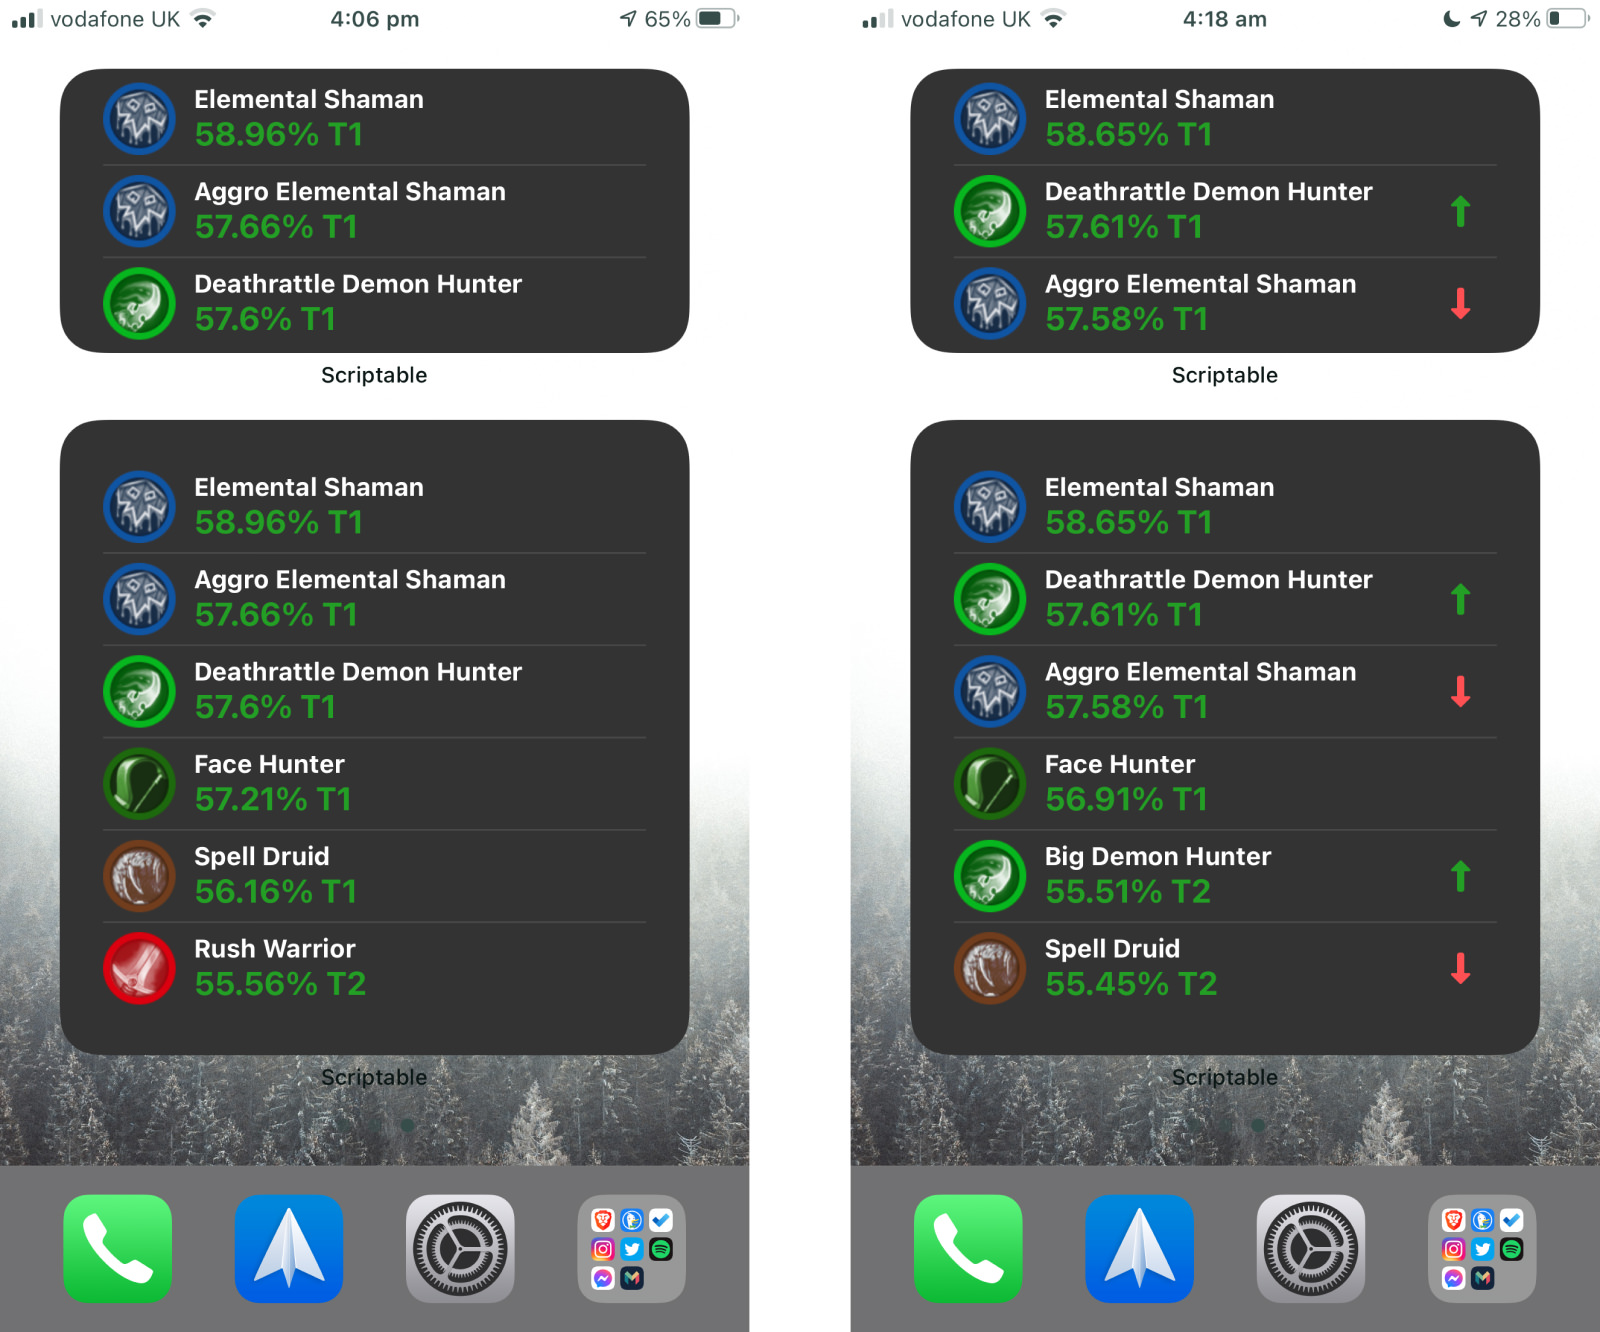 vodafone UK 4:06 pm 65%
Elemental Shaman
58.96% T1
Aggro Elemental Shaman
57.66% T1
Deathrattle Demon Hunter
57.6% T1
Scriptable
Elemental Shaman
58.96% T1
Aggro Elemental Shaman
57.66% T1
Deathrattle Demon Hunter
57.6% T1
Face Hunter
57.21% T1
Spell Druid
56.16% T1
Rush Warrior
55.56% T2
Scriptable
vodafone UK 4:18 am 28%
Elemental Shaman
58.65% T1
Deathrattle Demon Hunter
57.61% T1
Aggro Elemental Shaman
57.58% T1
Scriptable
Elemental Shaman
58.65% T1
Deathrattle Demon Hunter
57.61% T1
Aggro Elemental Shaman
57.58% T1
Face Hunter
56.91% T1
Big Demon Hunter
55.51% T2
Spell Druid
55.45% T2
Scriptable